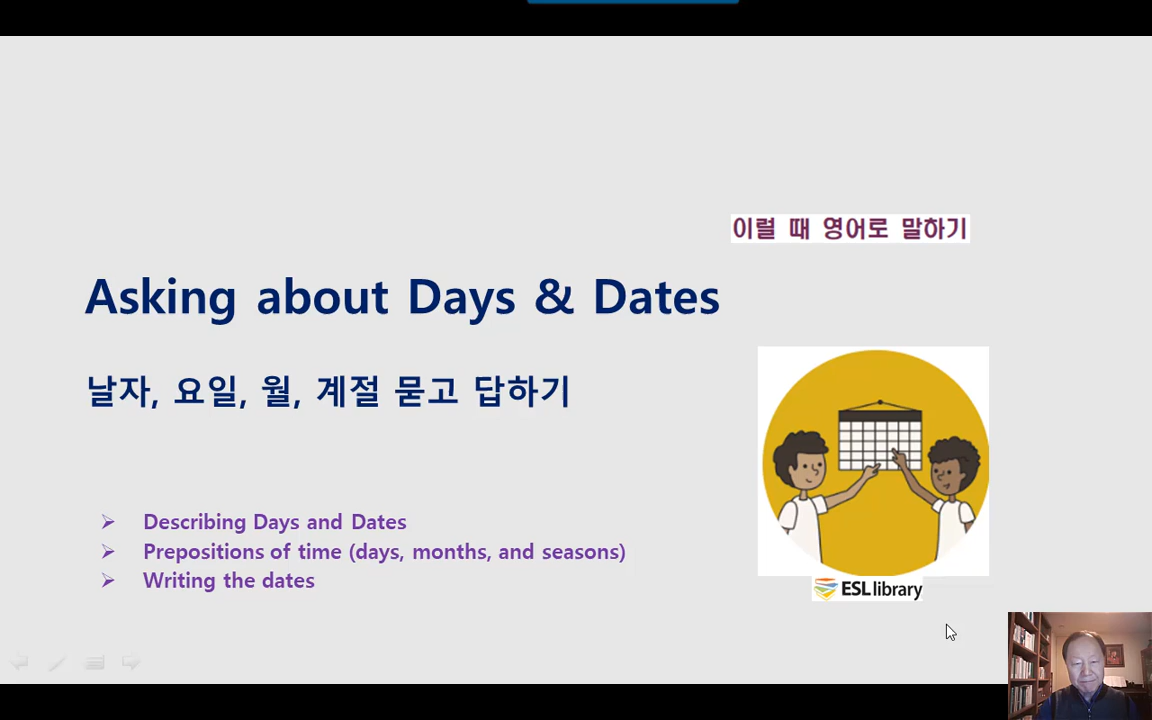 이럴 때 영어로 말하기
Asking about Days & Dates
날자, 요일, 월, 계절 묻고 답하기
Describing Days and Dates
Prepositions of time (days, months, and seasons)
Writing the dates
ESL library